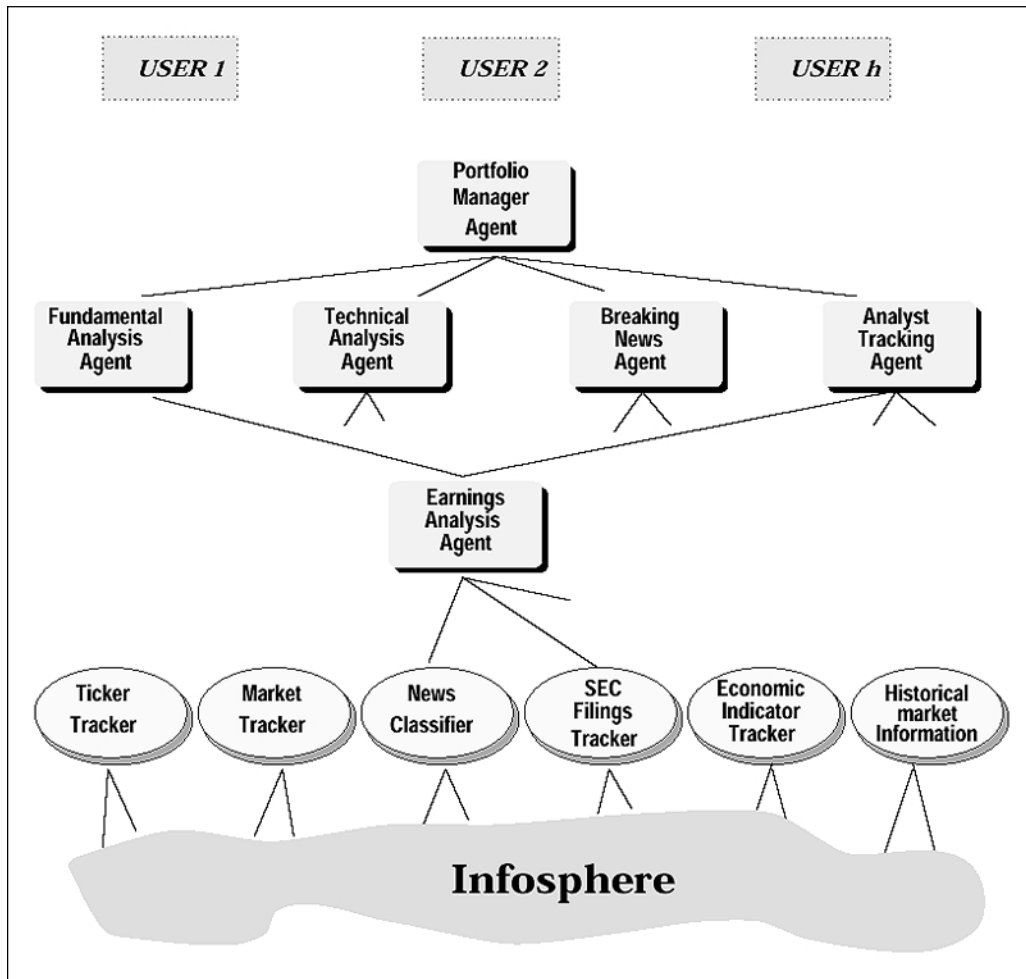 USER 1
USER 2
USER h
Portfolio
Manager
Agent
Fundamental
Analysis
Agent
Technical
Analysis
Agent
Breaking
News
Agent
Analyst
Tracking
Agent
Earnings
Analysis
Agent
Ticker
Tracker
Market
Tracker
News
Classifier
SEC
Filings
Tracker
Economic
Indicator
Tracker
Historical
market
Information
Infosphere